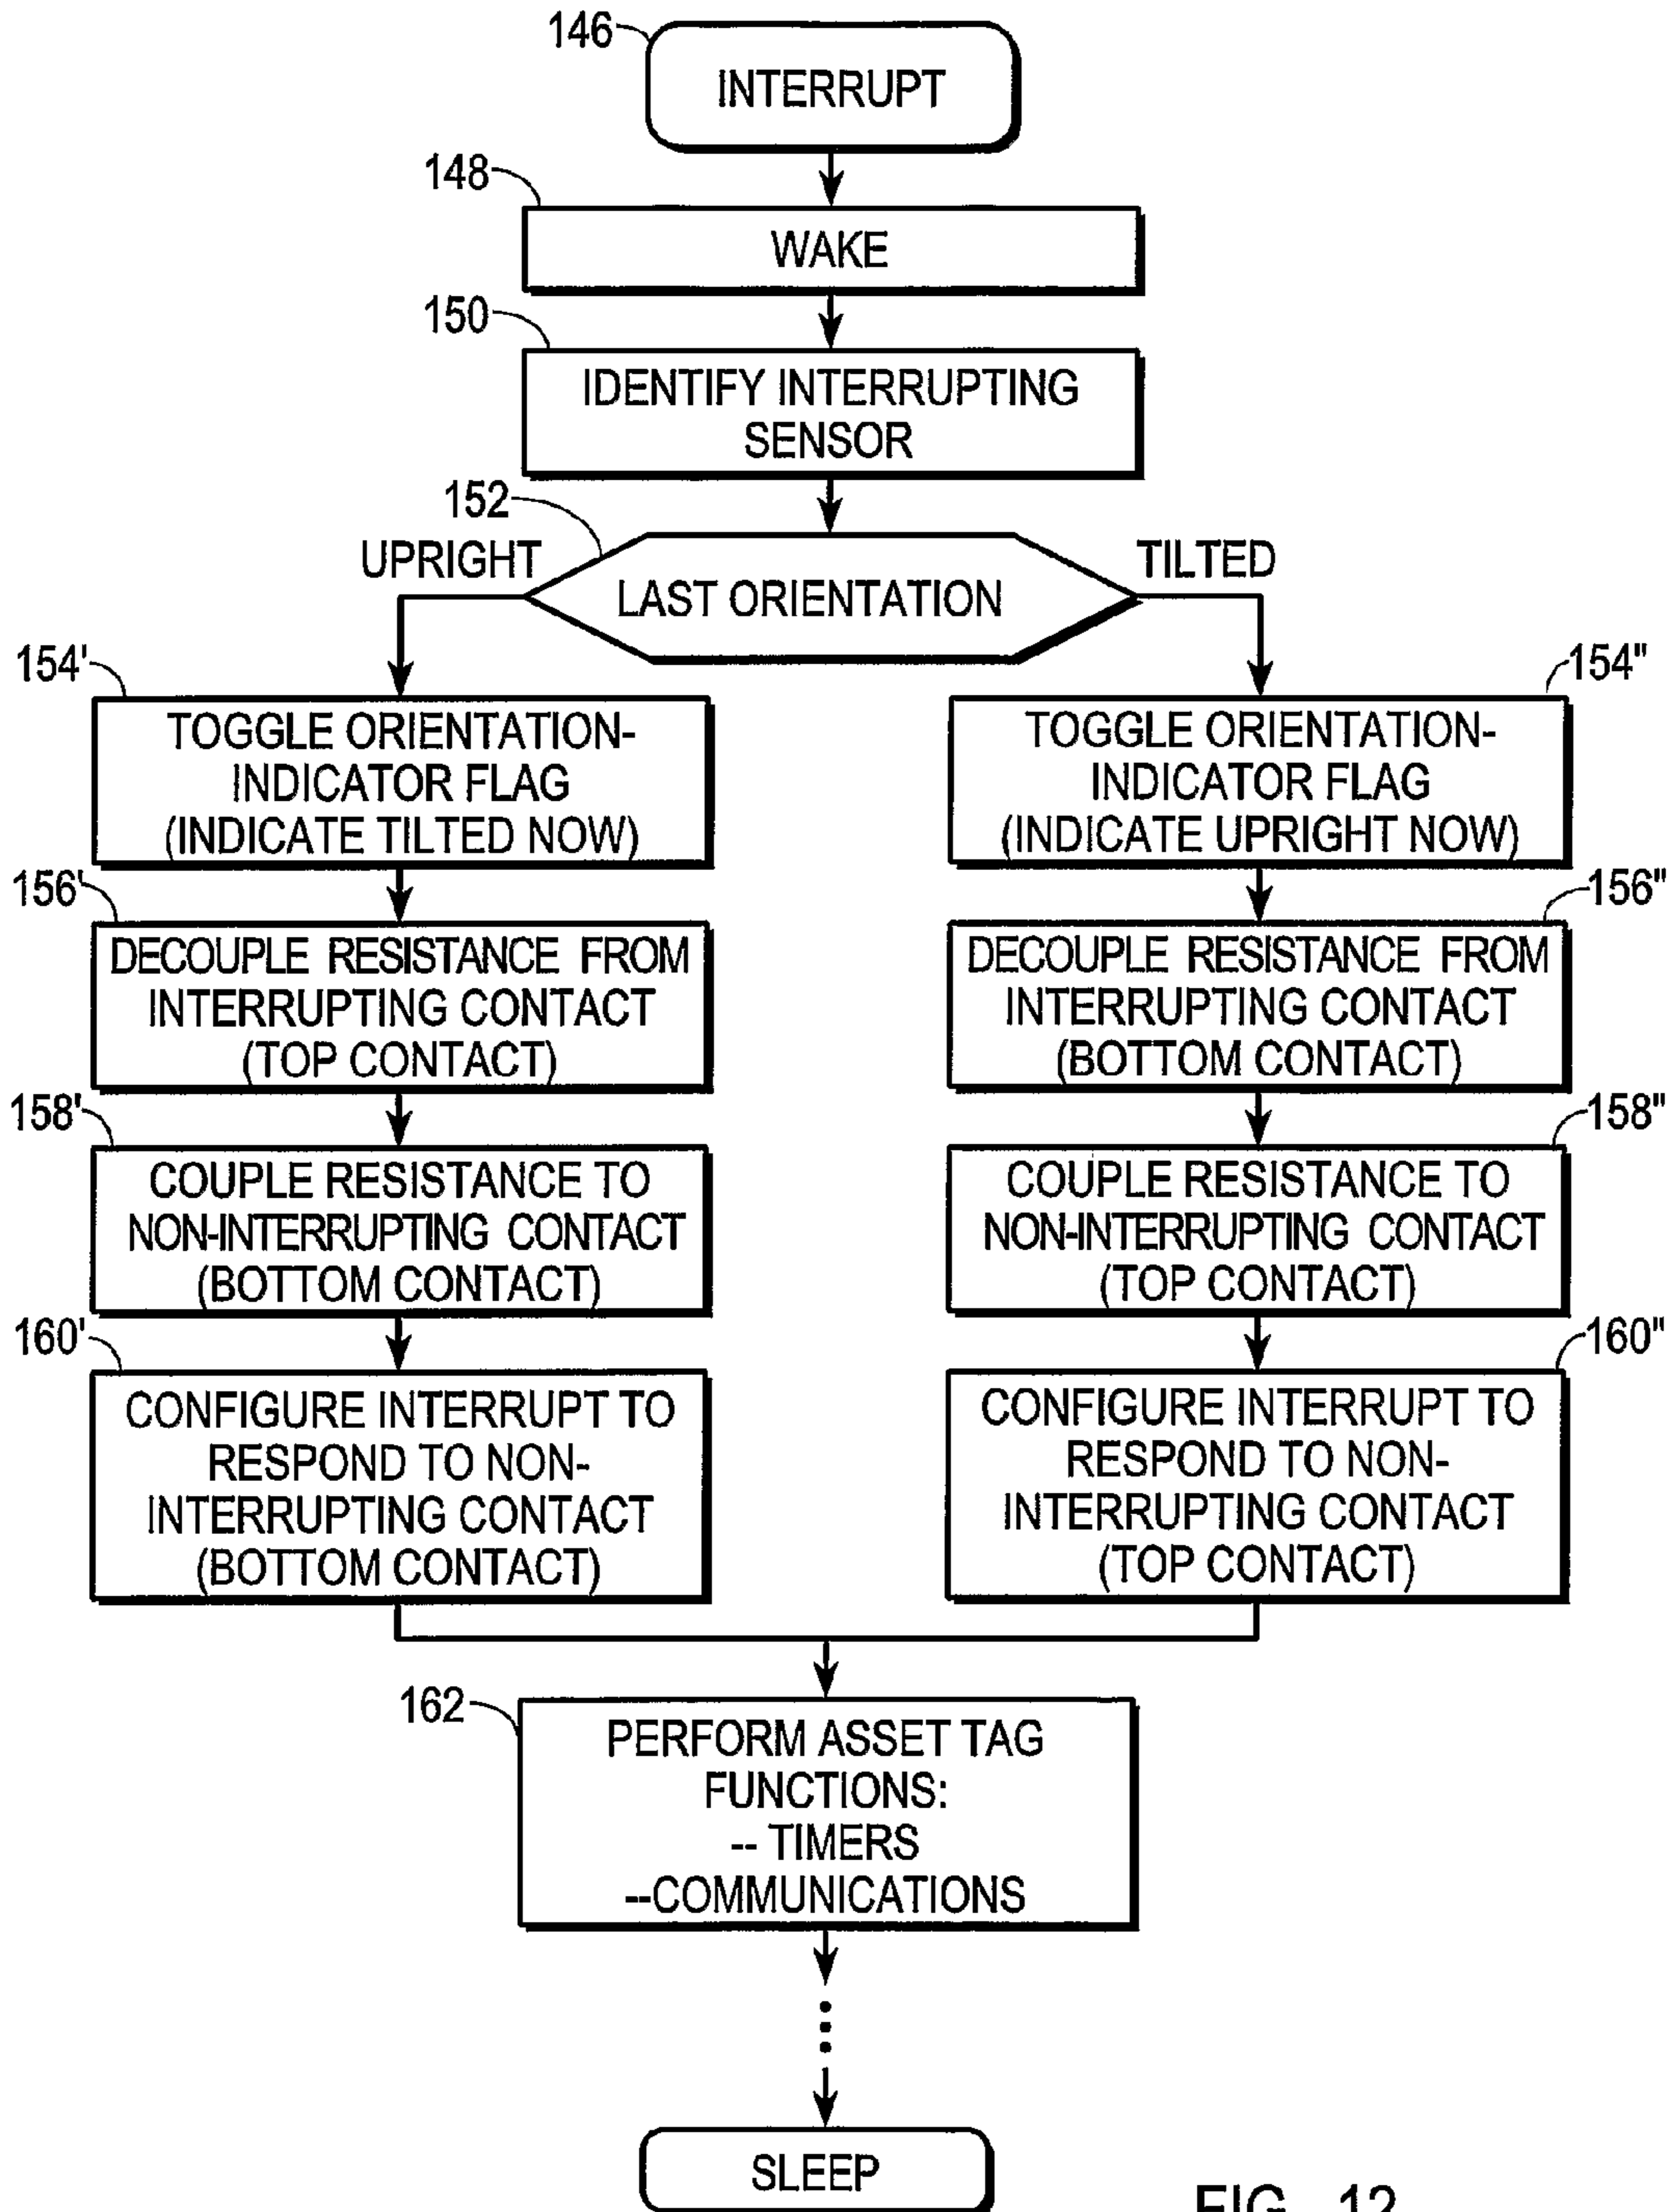 146
INTERRUPT
148
WAKE
150
IDENTIFY INTERRUPTING
SENSOR
152
UPRIGHT
TILTED
LAST ORIENTATION
154'
TOGGLE ORIENTATION-
INDICATOR FLAG
(INDICATE TILTED NOW)
154"
TOGGLE ORIENTATION-
INDICATOR FLAG
(INDICATE UPRIGHT NOW)
156'
DECOUPLE RESISTANCE FROM
INTERRUPTING CONTACT
(TOP CONTACT)
156"
DECOUPLE RESISTANCE FROM
INTERRUPTING CONTACT
(BOTTOM CONTACT)
158'
COUPLE RESISTANCE TO
NON-INTERRUPTING CONTACT
(BOTTOM CONTACT)
158"
COUPLE RESISTANCE TO
NON-INTERRUPTING CONTACT
(TOP CONTACT)
160'
CONFIGURE INTERRUPT TO
RESPOND TO NON-
INTERRUPTING CONTACT
(BOTTOM CONTACT)
160"
CONFIGURE INTERRUPT TO
RESPOND TO NON-
INTERRUPTING CONTACT
(TOP CONTACT)
162
PERFORM ASSET TAG
FUNCTIONS:
-- TIMERS
--COMMUNICATIONS
SLEEP
FIG. 12